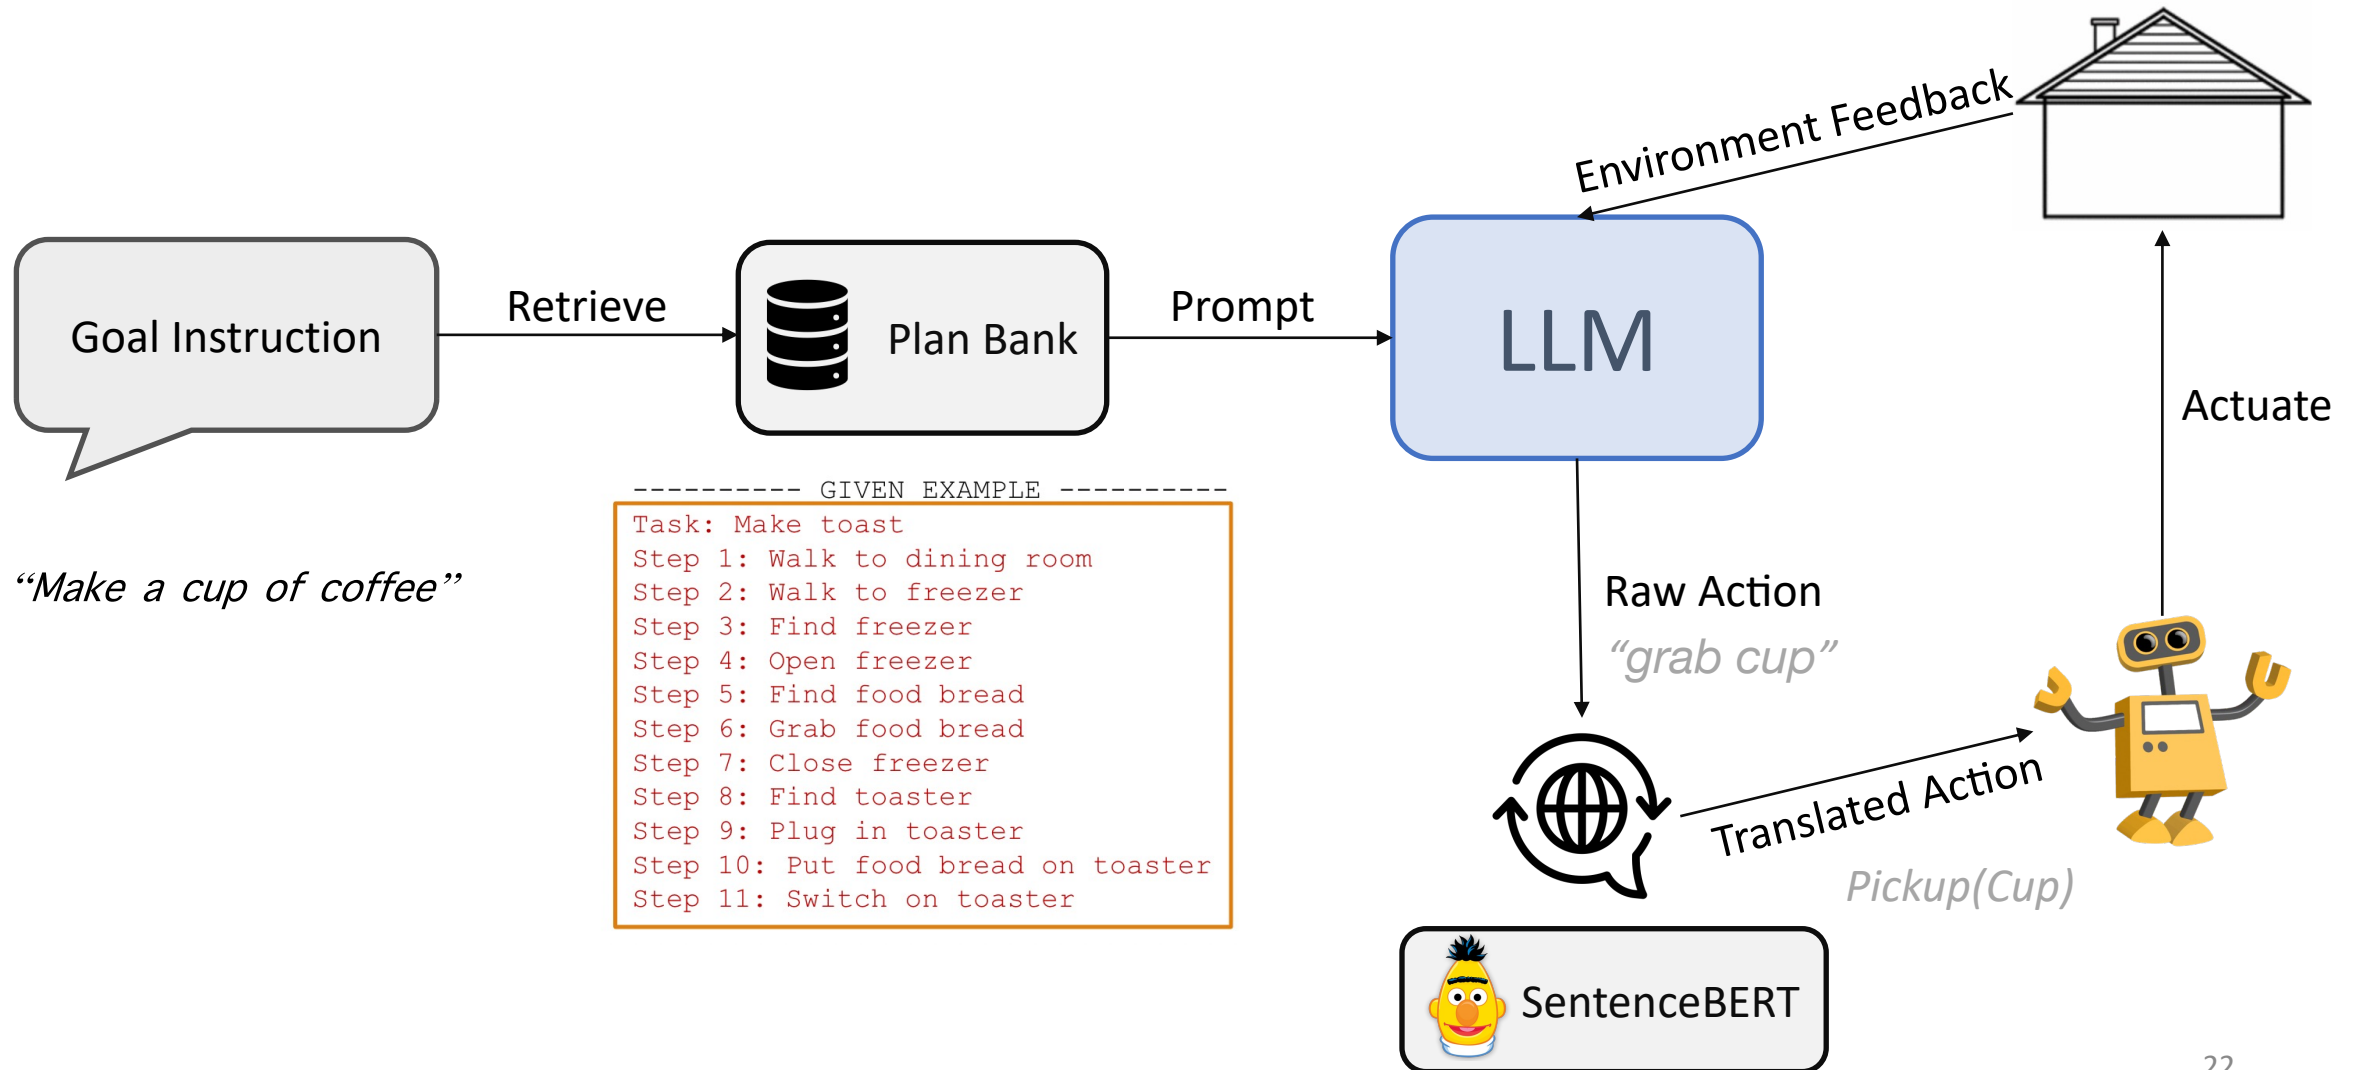 Environment Feedback
Goal Instruction
Retrieve
Plan Bank
Prompt
LLM
Actuate
---------- GIVEN EXAMPLE ----------
Task: Make toast
Step 1: Walk to dining room
Step 2: Walk to freezer
Step 3: Find freezer
Step 4: Open freezer
Step 5: Find food bread
Step 6: Grab food bread
Step 7: Close freezer
Step 8: Find toaster
Step 9: Plug in toaster
Step 10: Put food bread on toaster
Step 11: Switch on toaster
“Make a cup of coffee”
Raw Action
“grab cup”
Translated Action
Pickup(Cup)
SentenceBERT
22